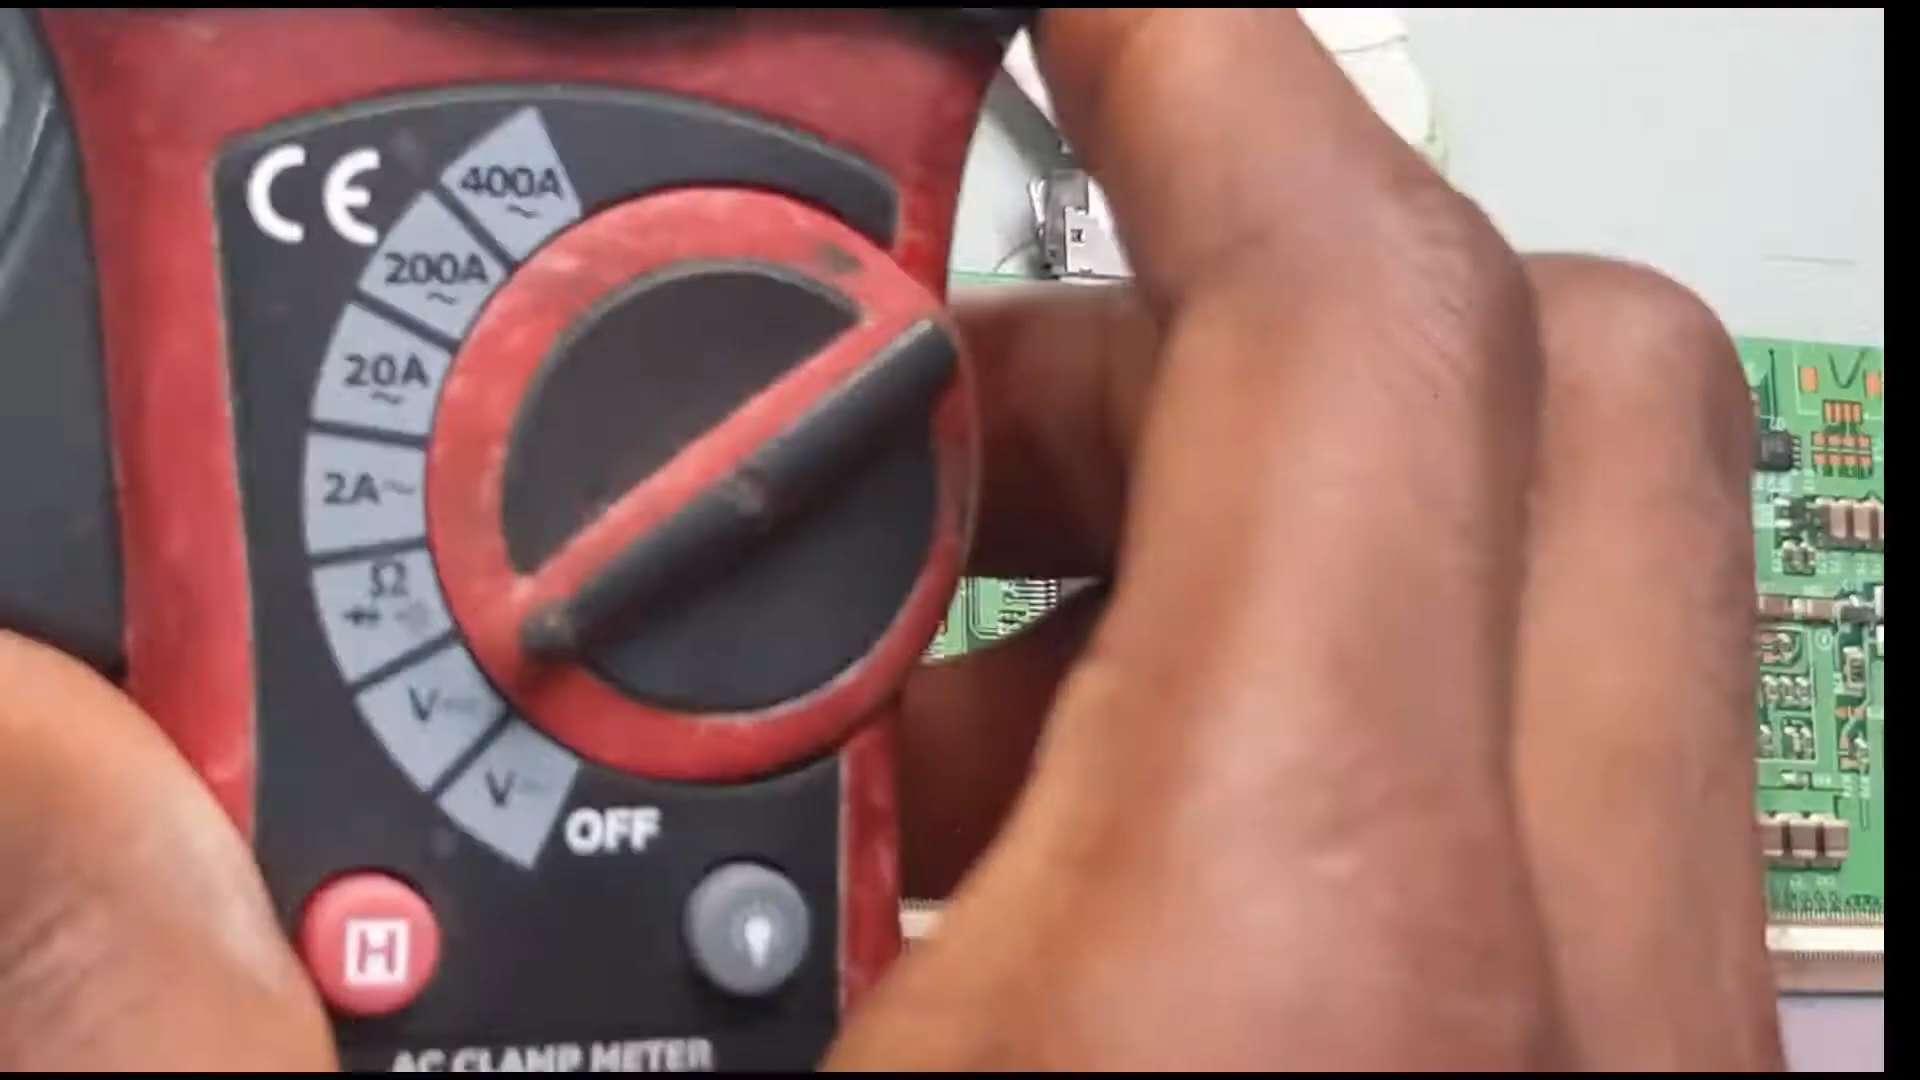 CE
400A
~
200A
~
20A
~
2A~
Ω
V
V
OFF
H
AC CLAMP METER